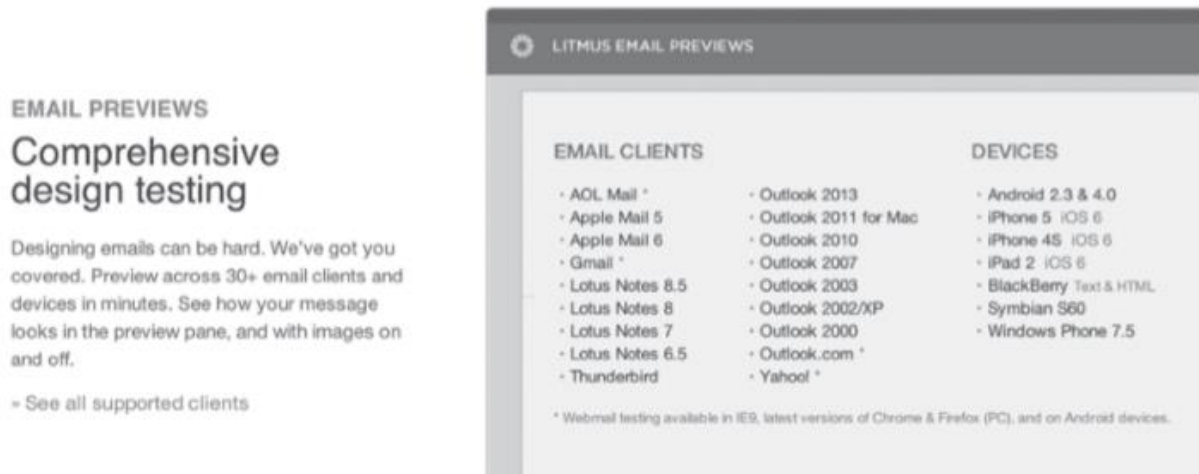 EMAIL PREVIEWS
Comprehensive
design testing
Designing emails can be hard. We've got you
covered. Preview across 30+ email clients and
devices in minutes. See how your message
looks in the preview pane, and with images on
and off.
» See all supported clients
LITMUS EMAIL PREVIEWS
EMAIL CLIENTS
• AOL Mail *
• Apple Mail 5
• Apple Mail 6
• Gmail *
• Lotus Notes 8.5
• Lotus Notes 8
• Lotus Notes 7
• Lotus Notes 6.5
• Thunderbird
• Outlook 2013
• Outlook 2011 for Mac
• Outlook 2010
• Outlook 2007
• Outlook 2003
• Outlook 2002/XP
• Outlook 2000
• Outlook.com *
• Yahoo! *
DEVICES
• Android 2.3 & 4.0
• iPhone 5 iOS 6
• iPhone 4S iOS 6
• iPad 2 iOS 6
• BlackBerry Text & HTML
• Symbian S60
• Windows Phone 7.5
* Webmail testing available in IE9, latest versions of Chrome & Firefox (PC), and on Android devices.